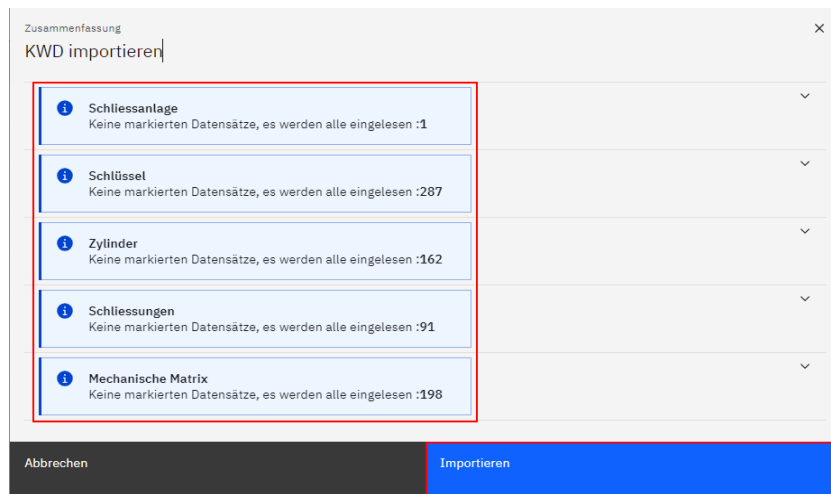 Zusammenfassung
KWD importieren
Schliessanlage
Keine markierten Datensätze, es werden alle eingelesen :1
Schlüssel
Keine markierten Datensätze, es werden alle eingelesen :287
Zylinder
Keine markierten Datensätze, es werden alle eingelesen :162
Schliessungen
Keine markierten Datensätze, es werden alle eingelesen :91
Mechanische Matrix
Keine markierten Datensätze, es werden alle eingelesen :198
Abbrechen
Importieren